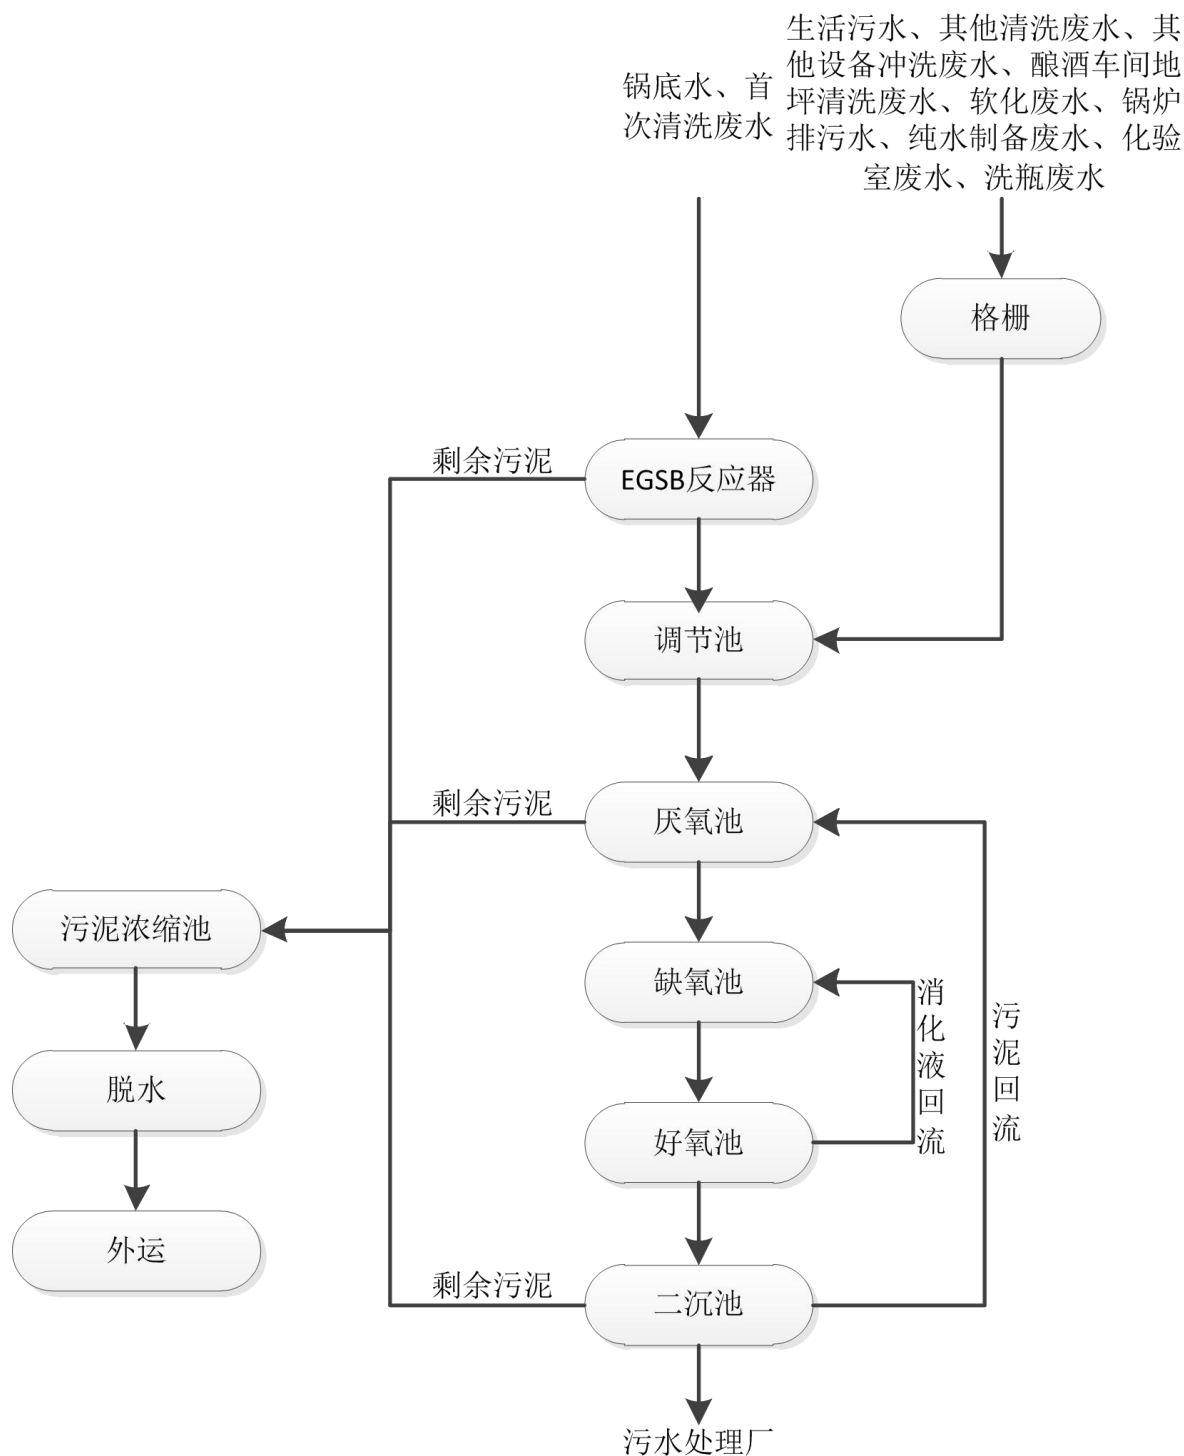 锅底水、首
次清洗废水
生活污水、其他清洗废水、其
他设备冲洗废水、酿酒车间地
坪清洗废水、软化废水、锅炉
排污水、纯水制备废水、化验
室废水、洗瓶废水
格栅
剩余污泥
EGSB反应器
调节池
剩余污泥
厌氧池
污泥浓缩池
缺氧池
消化液回流
污泥回流
脱水
好氧池
外运
剩余污泥
二沉池
污水处理厂